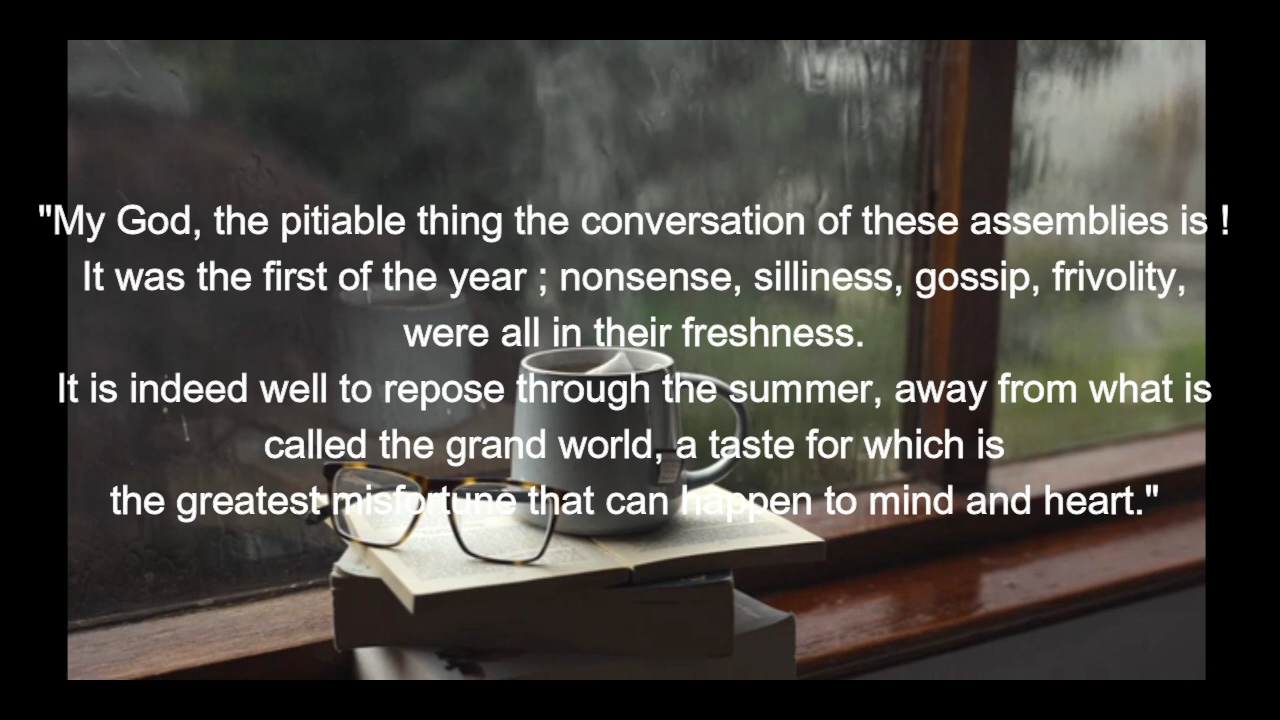 "My God, the pitiable thing the conversation of these assemblies is !
It was the first of the year ; nonsense, silliness, gossip, frivolity,
were all in their freshness.
It is indeed well to repose through the summer, away from what is
called the grand world, a taste for which is
the greatest misfortune that can happen to mind and heart."